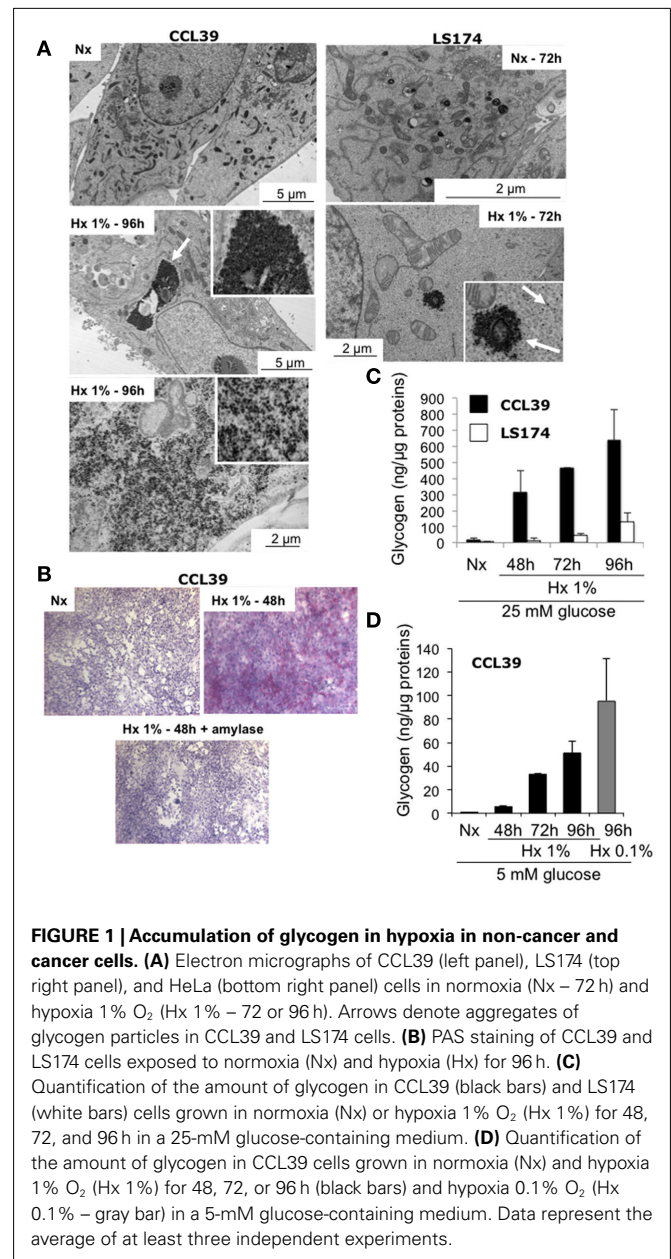 A
CCL39
LS174
Nx
Nx - 72h
5 µm
2 µm
Hx 1% - 96h
Hx 1% - 72h
5 µm
2 µm
Hx 1% - 96h
2 µm
C
Glycogen (ng/µg proteins)
900
800
700
600
500
400
300
200
100
0
CCL39
LS174
Nx 48h 72h 96h
Hx 1%
25 mM glucose
B
CCL39
Nx
Hx 1% - 48h
Hx 1% - 48h + amylase
D
Glycogen (ng/µg proteins)
140
120
100
80
60
40
20
0
CCL39
Nx 48h 72h 96h 96h
Hx 1% Hx 0.1%
5 mM glucose
FIGURE 1 | Accumulation of glycogen in hypoxia in non-cancer and
cancer cells. (A) Electron micrographs of CCL39 (left panel), LS174 (top
right panel), and HeLa (bottom right panel) cells in normoxia (Nx – 72 h) and
hypoxia 1% O₂ (Hx 1% – 72 or 96 h). Arrows denote aggregates of
glycogen particles in CCL39 and LS174 cells. (B) PAS staining of CCL39 and
LS174 cells exposed to normoxia (Nx) and hypoxia (Hx) for 96 h. (C)
Quantification of the amount of glycogen in CCL39 (black bars) and LS174
(white bars) cells grown in normoxia (Nx) or hypoxia 1% O₂ (Hx 1%) for 48,
72, and 96 h in a 25-mM glucose-containing medium. (D) Quantification of
the amount of glycogen in CCL39 cells grown in normoxia (Nx) and hypoxia
1% O₂ (Hx 1%) for 48, 72, or 96 h (black bars) and hypoxia 0.1% O₂ (Hx
0.1% – gray bar) in a 5-mM glucose-containing medium. Data represent the
average of at least three independent experiments.